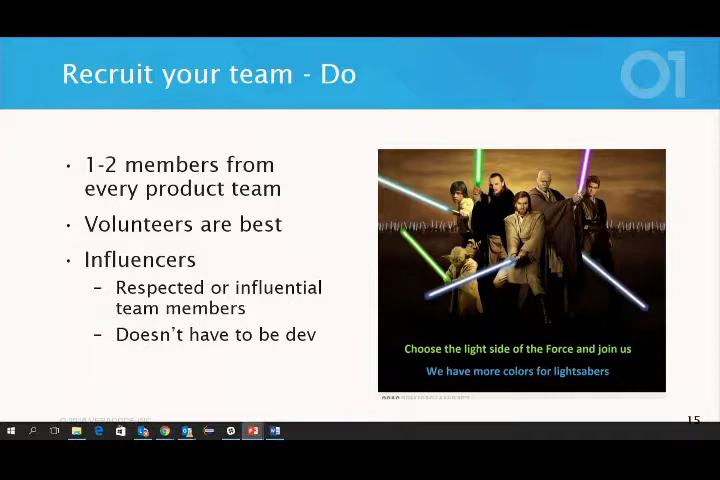 Recruit your team - Do
01
• 1-2 members from
every product team
• Volunteers are best
• Influencers
– Respected or influential
team members
– Doesn't have to be dev
Choose the light side of the Force and join us
We have more colors for lightsabers
15